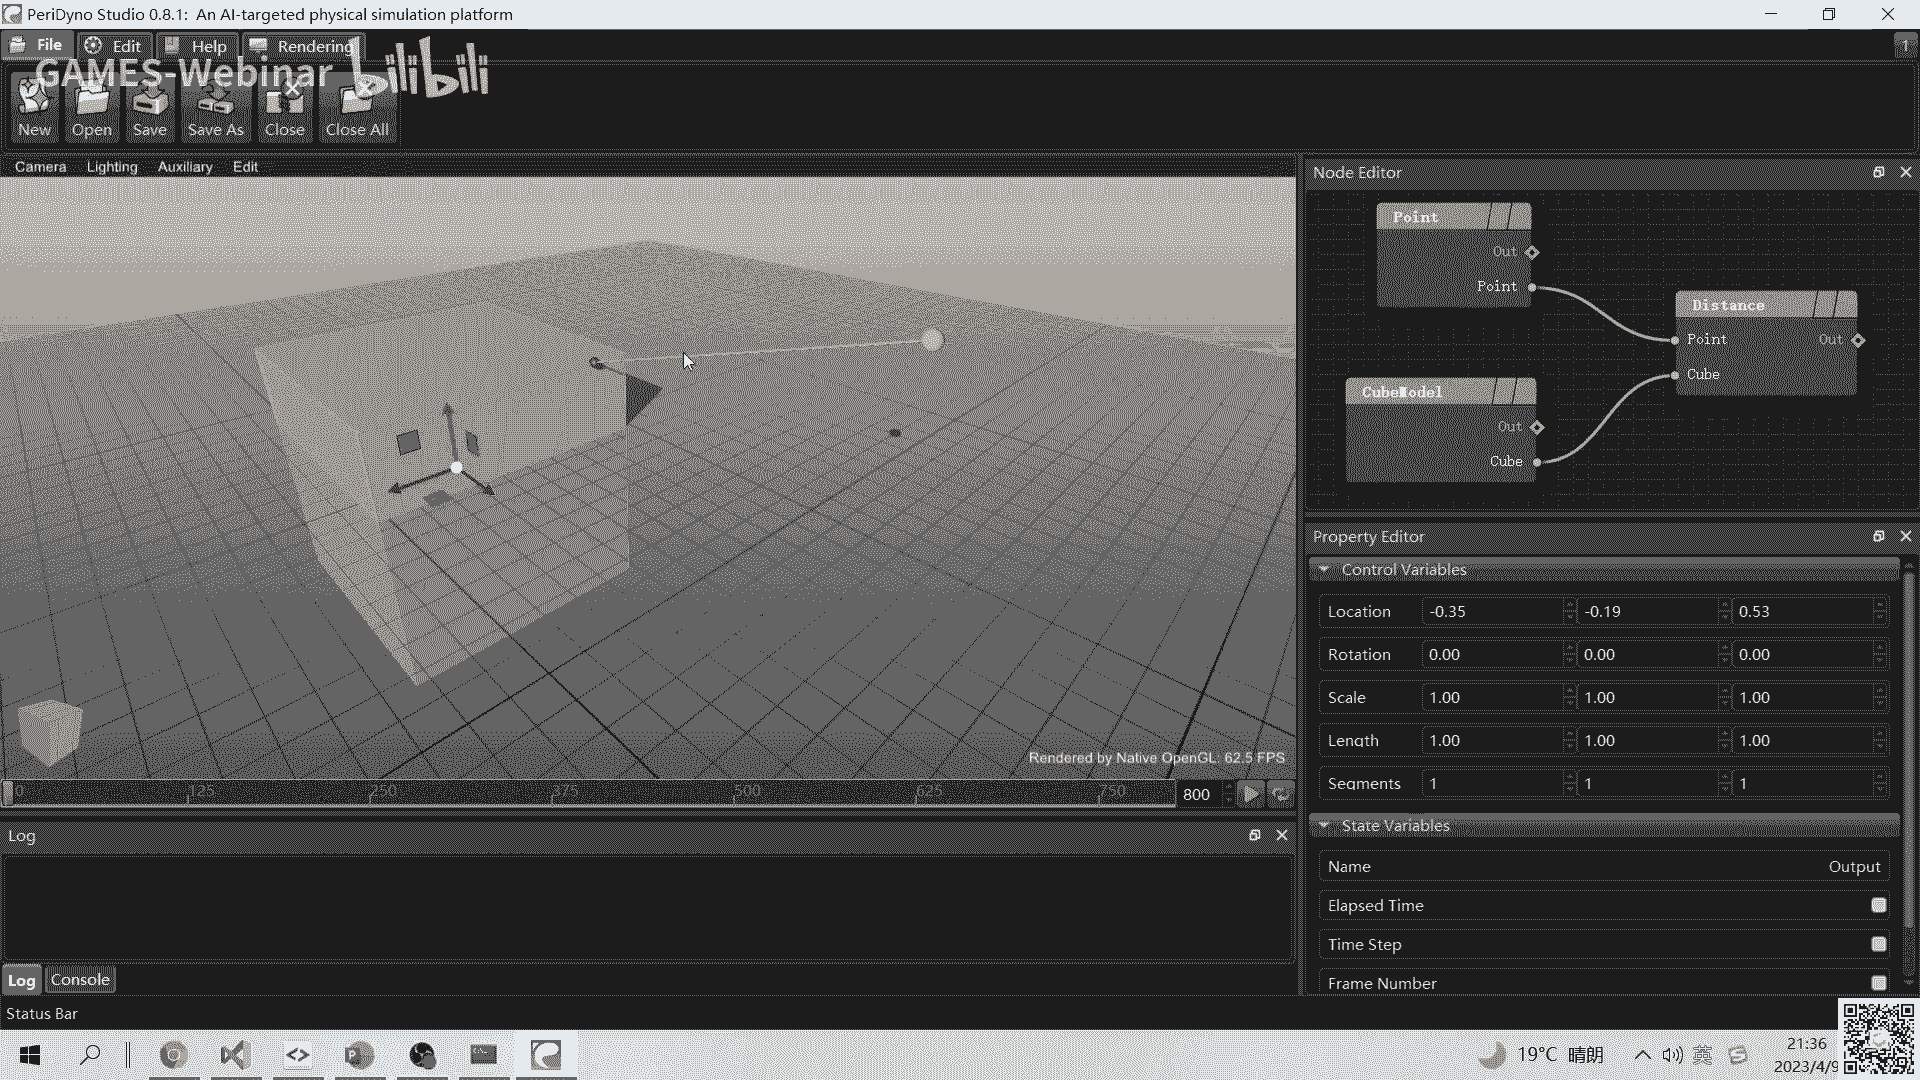 PeriDyno Studio 0.8.1: An AI-targeted physical simulation platform
File Edit Help Rendering 1
GAMES-Webinar bilibili
New Open Save Save As Close Close All
Camera Lighting Auxiliary Edit
Rendered by Native OpenGL: 62.5 FPS
0 125 250 375 500 625 750 800
Log
Log Console
Status Bar
Node Editor
Point
Out
Point
Distance
Point Out
Cube
CubeModel
Out
Cube
Property Editor
Control Variables
Location -0.35 -0.19 0.53
Rotation 0.00 0.00 0.00
Scale 1.00 1.00 1.00
Length 1.00 1.00 1.00
Segments 1 1 1
State Variables
Name Output
Elapsed Time
Time Step
Frame Number
19°C 晴朗 英 21:36
2023/4/9